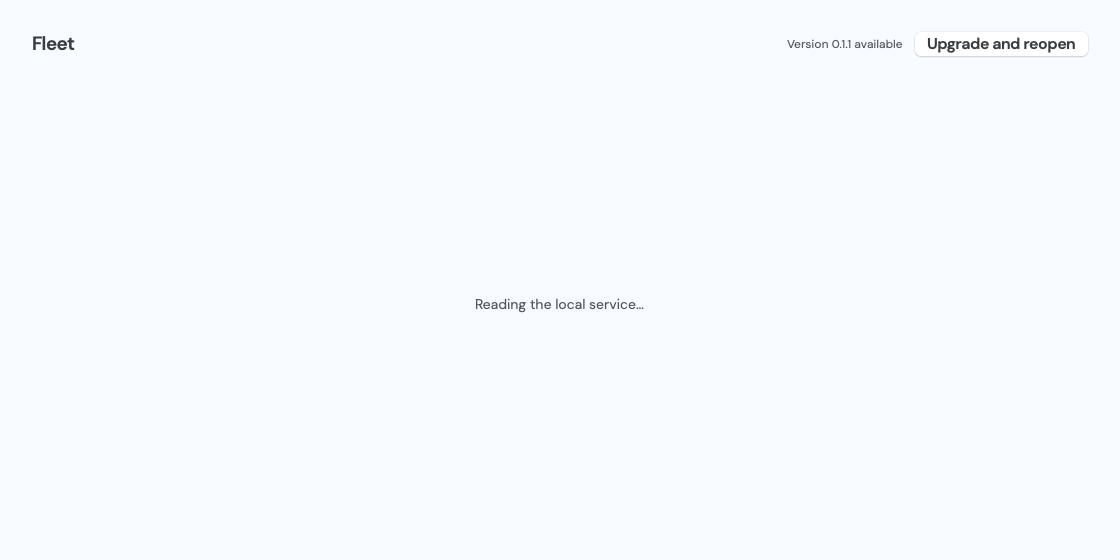 Fleet
Version 0.1.1 available
Upgrade and reopen
Reading the local service…